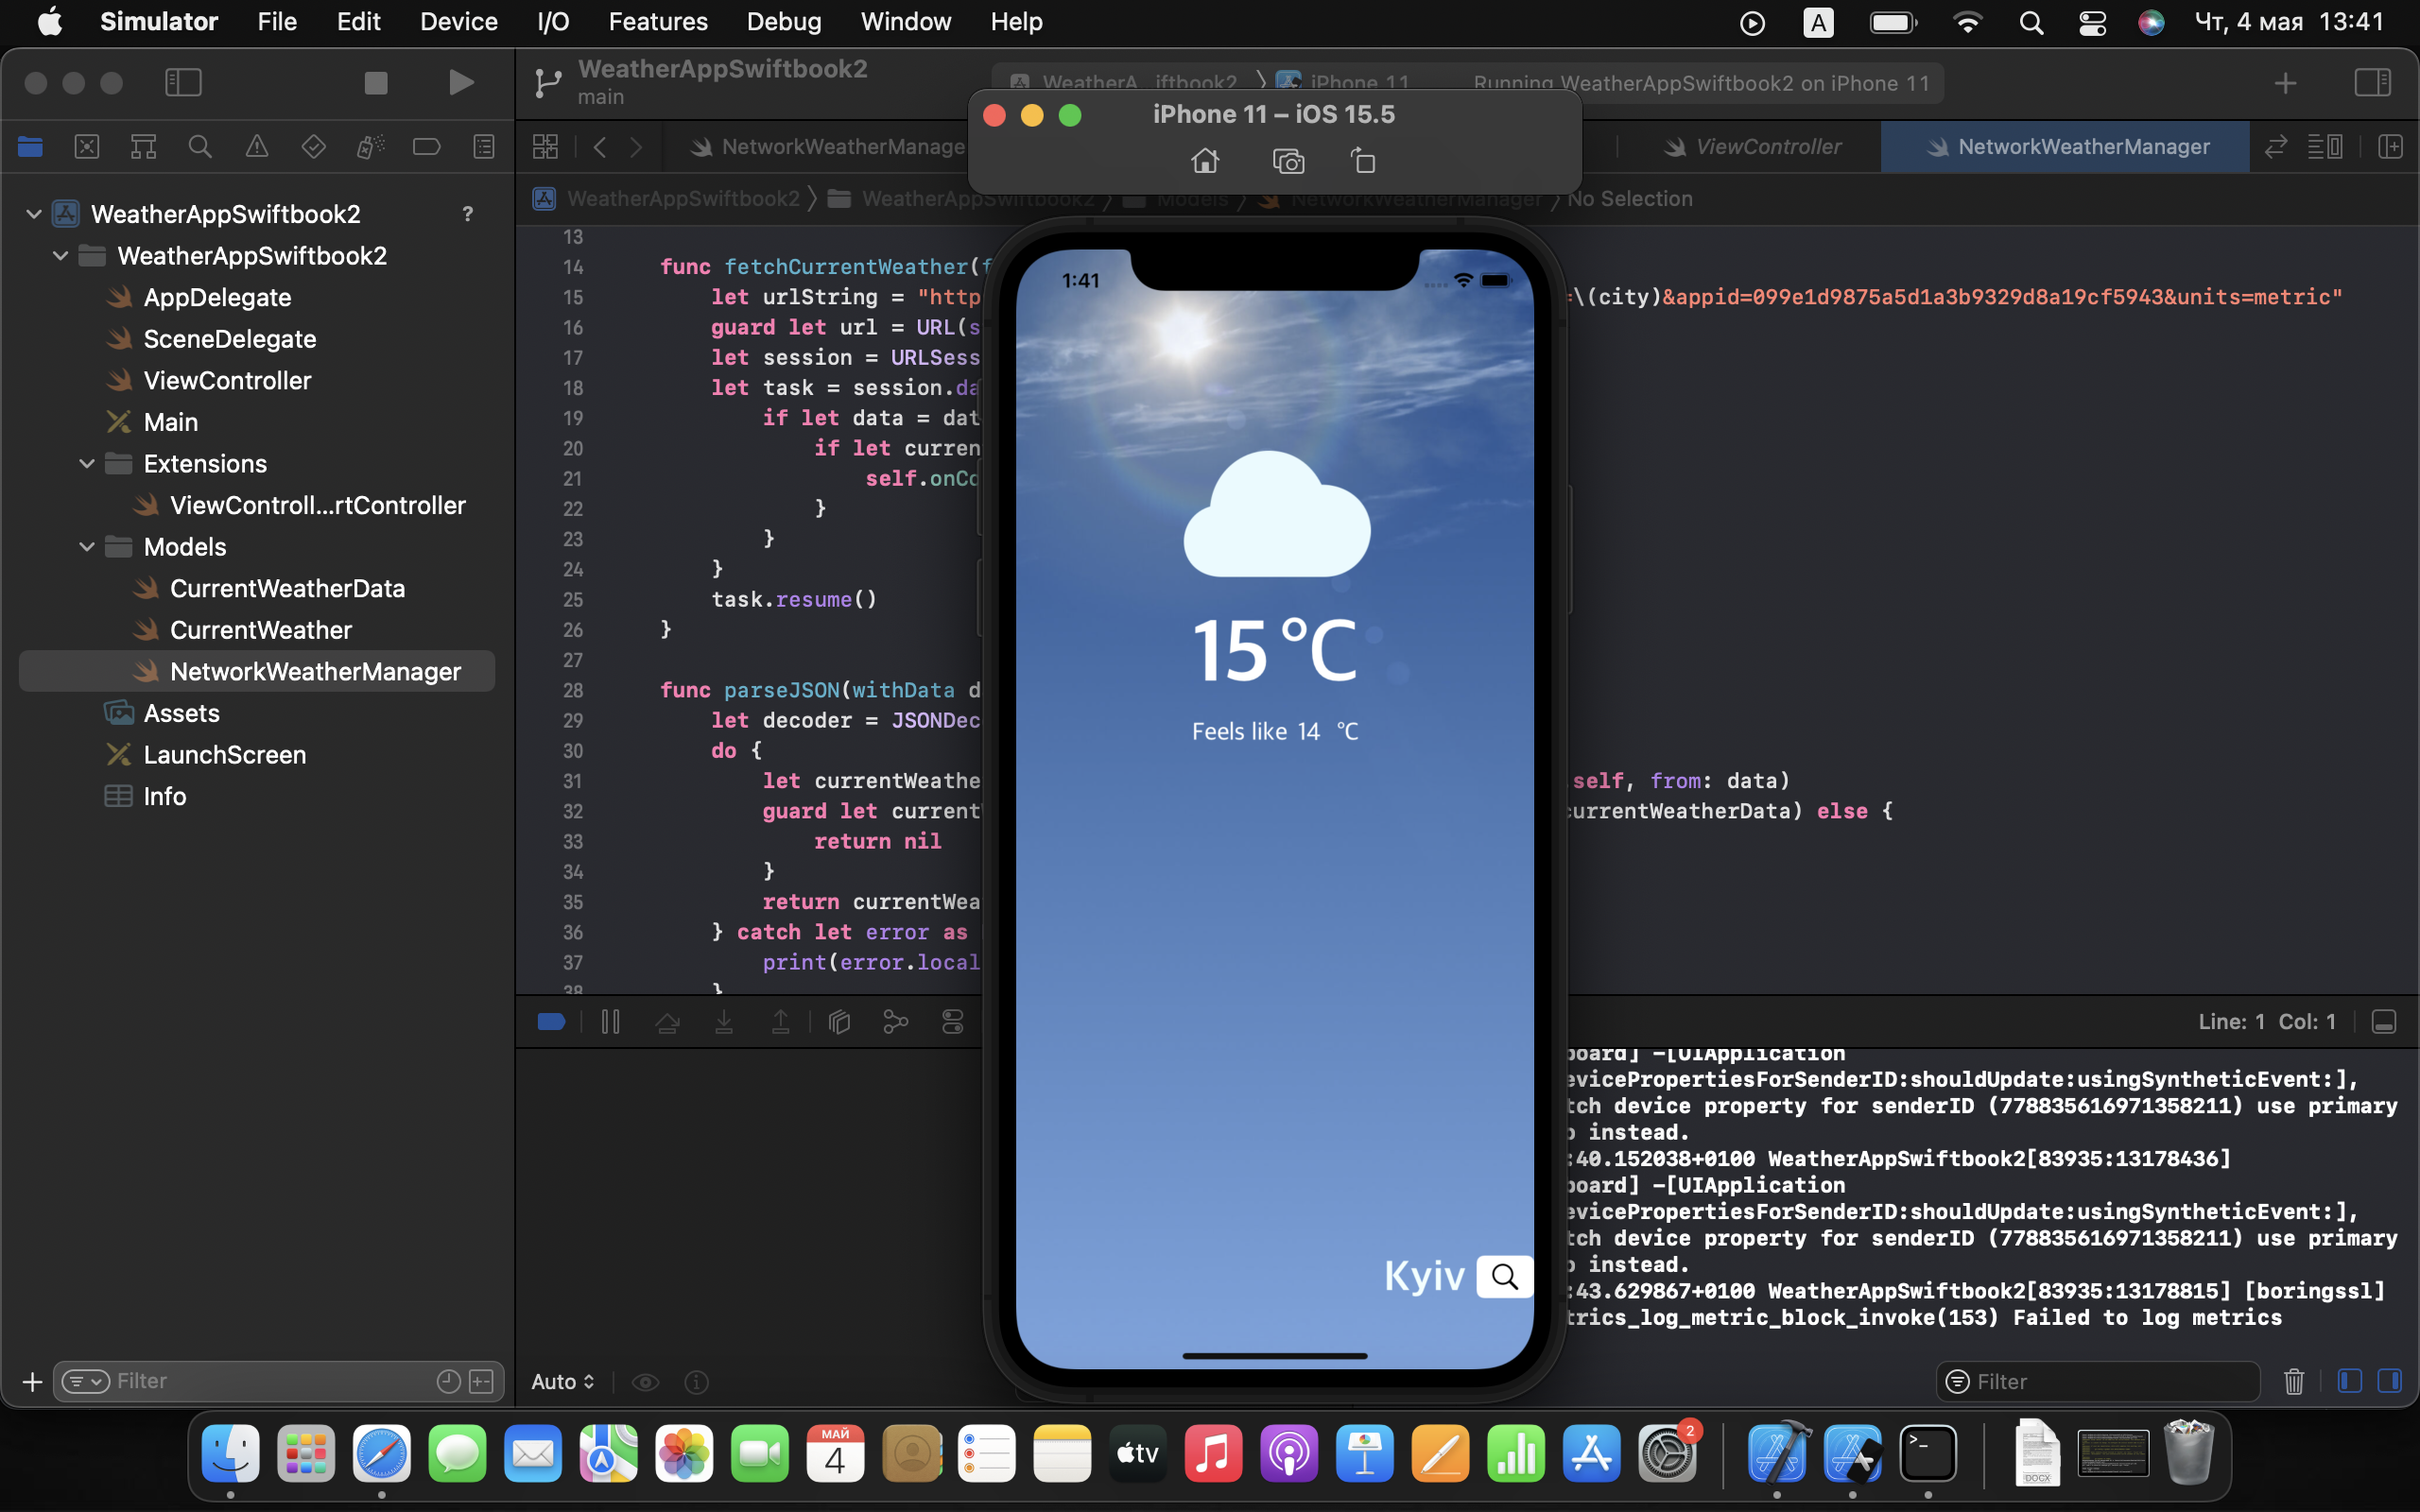 Simulator File Edit Device I/O Features Debug Window Help A Чт, 4 мая 13:41
WeatherAppSwiftbook2
main
WeatherA…iftbook2 〉 iPhone 11 Running WeatherAppSwiftbook2 on iPhone 11
iPhone 11 – iOS 15.5
NetworkWeatherManage ViewController NetworkWeatherManager
WeatherAppSwiftbook2 〉 WeatherAppSwiftbook2 〉 Models 〉 NetworkWeatherManager 〉 No Selection
WeatherAppSwiftbook2 ?
WeatherAppSwiftbook2
AppDelegate
SceneDelegate
ViewController
Main
Extensions
ViewControll...rtController
Models
CurrentWeatherData
CurrentWeather
NetworkWeatherManager
Assets
LaunchScreen
Info
Filter
13
14 func fetchCurrentWeather(f
15 let urlString = "http =\(city)&appid=099e1d9875a5d1a3b9329d8a19cf5943&units=metric"
16 guard let url = URL(s
17 let session = URLSess
18 let task = session.da
19 if let data = dat
20 if let curren
21 self.onCo
22 }
23 }
24 }
25 task.resume()
26 }
27
28 func parseJSON(withData d
29 let decoder = JSONDec
30 do {
31 let currentWeathe self, from: data)
32 guard let current currentWeatherData) else {
33 return nil
34 }
35 return currentWea
36 } catch let error as
37 print(error.local
38 }
1:41
15 °C
Feels like 14 °C
Kyiv
Line: 1 Col: 1
board] -[UIApplication
evicePropertiesForSenderID:shouldUpdate:usingSyntheticEvent:],
tch device property for senderID (778835616971358211) use primary
p instead.
:40.152038+0100 WeatherAppSwiftbook2[83935:13178436]
board] -[UIApplication
evicePropertiesForSenderID:shouldUpdate:usingSyntheticEvent:],
tch device property for senderID (778835616971358211) use primary
p instead.
:43.629867+0100 WeatherAppSwiftbook2[83935:13178815] [boringssl]
trics_log_metric_block_invoke(153) Failed to log metrics
Auto
Filter
МАЙ
4
tv
2
>_
DOCX